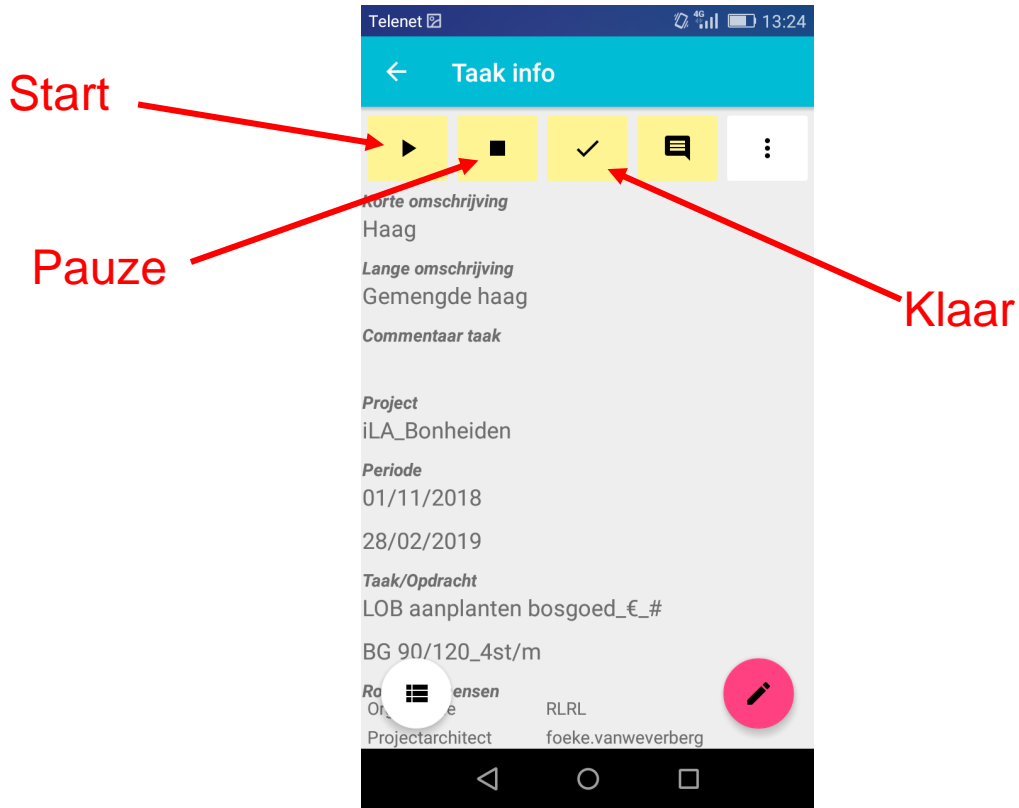 Telenet 4G 13:24
Taak info
Start
Korte omschrijving
Haag
Pauze
Lange omschrijving
Gemengde haag
Klaar
Commentaar taak
Project
iLA_Bonheiden
Periode
01/11/2018
28/02/2019
Taak/Opdracht
LOB aanplanten bosgoed_€_#
BG 90/120_4st/m
RLRL
Projectarchitect foeke.vanweverberg